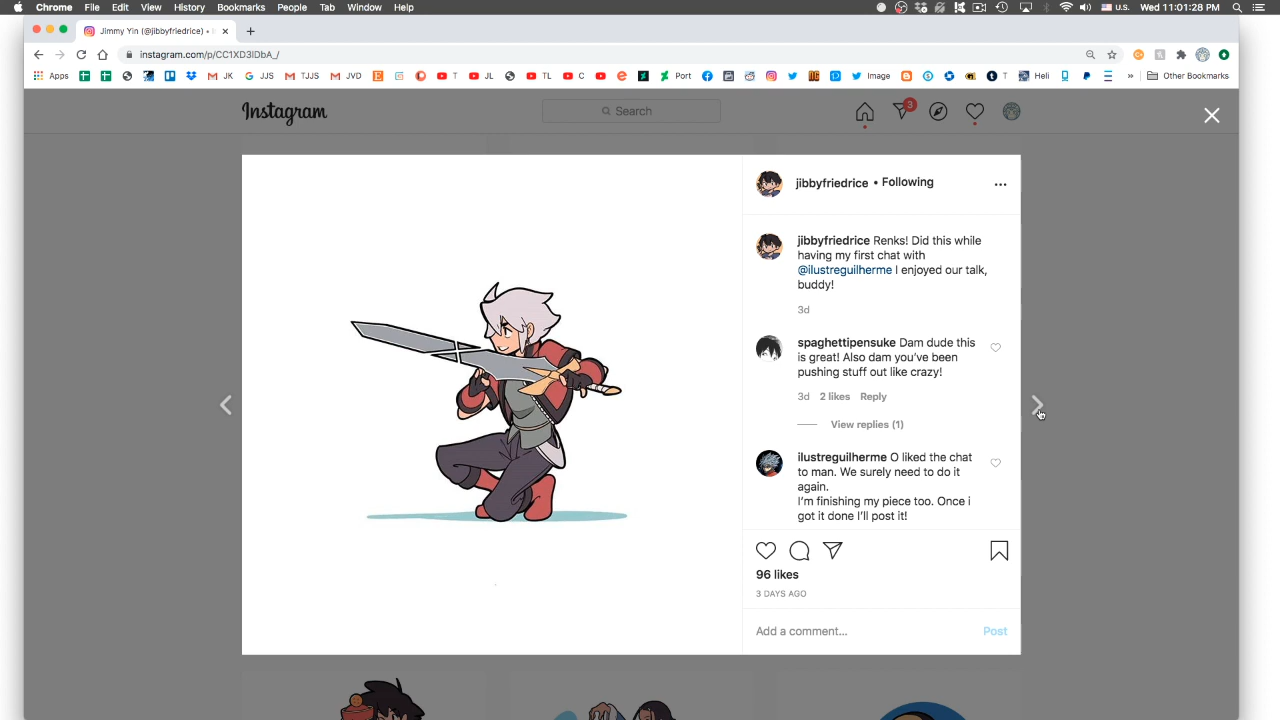 Chrome File Edit View History Bookmarks People Tab Window Help U.S. Wed 11:01:28 PM
Jimmy Yin (@jibbyfriedrice) •
instagram.com/p/CC1XD3lDbA_/
Apps JK JJS TJJS JVD T JL TL C Port Image T Heli » Other Bookmarks
Instagram Search 3
jibbyfriedrice • Following
jibbyfriedrice Renks! Did this while
having my first chat with
@ilustreguilherme I enjoyed our talk,
buddy!
3d
spaghettipensuke Dam dude this
is great! Also dam you've been
pushing stuff out like crazy!
3d 2 likes Reply
View replies (1)
ilustreguilherme O liked the chat
to man. We surely need to do it
again.
I'm finishing my piece too. Once i
got it done I'll post it!
96 likes
3 DAYS AGO
Add a comment... Post